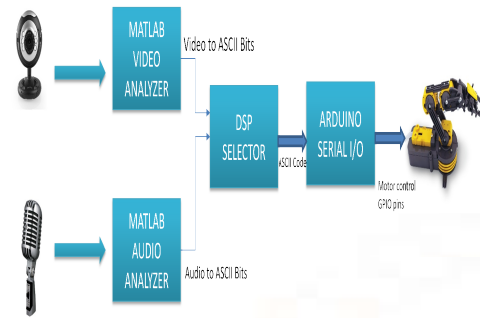 MATLAB
VIDEO
ANALYZER
Video to ASCII Bits
DSP
SELECTOR
ASCII Code
ARDUINO
SERIAL I/O
Motor control
GPIO pins
MATLAB
AUDIO
ANALYZER
Audio to ASCII Bits